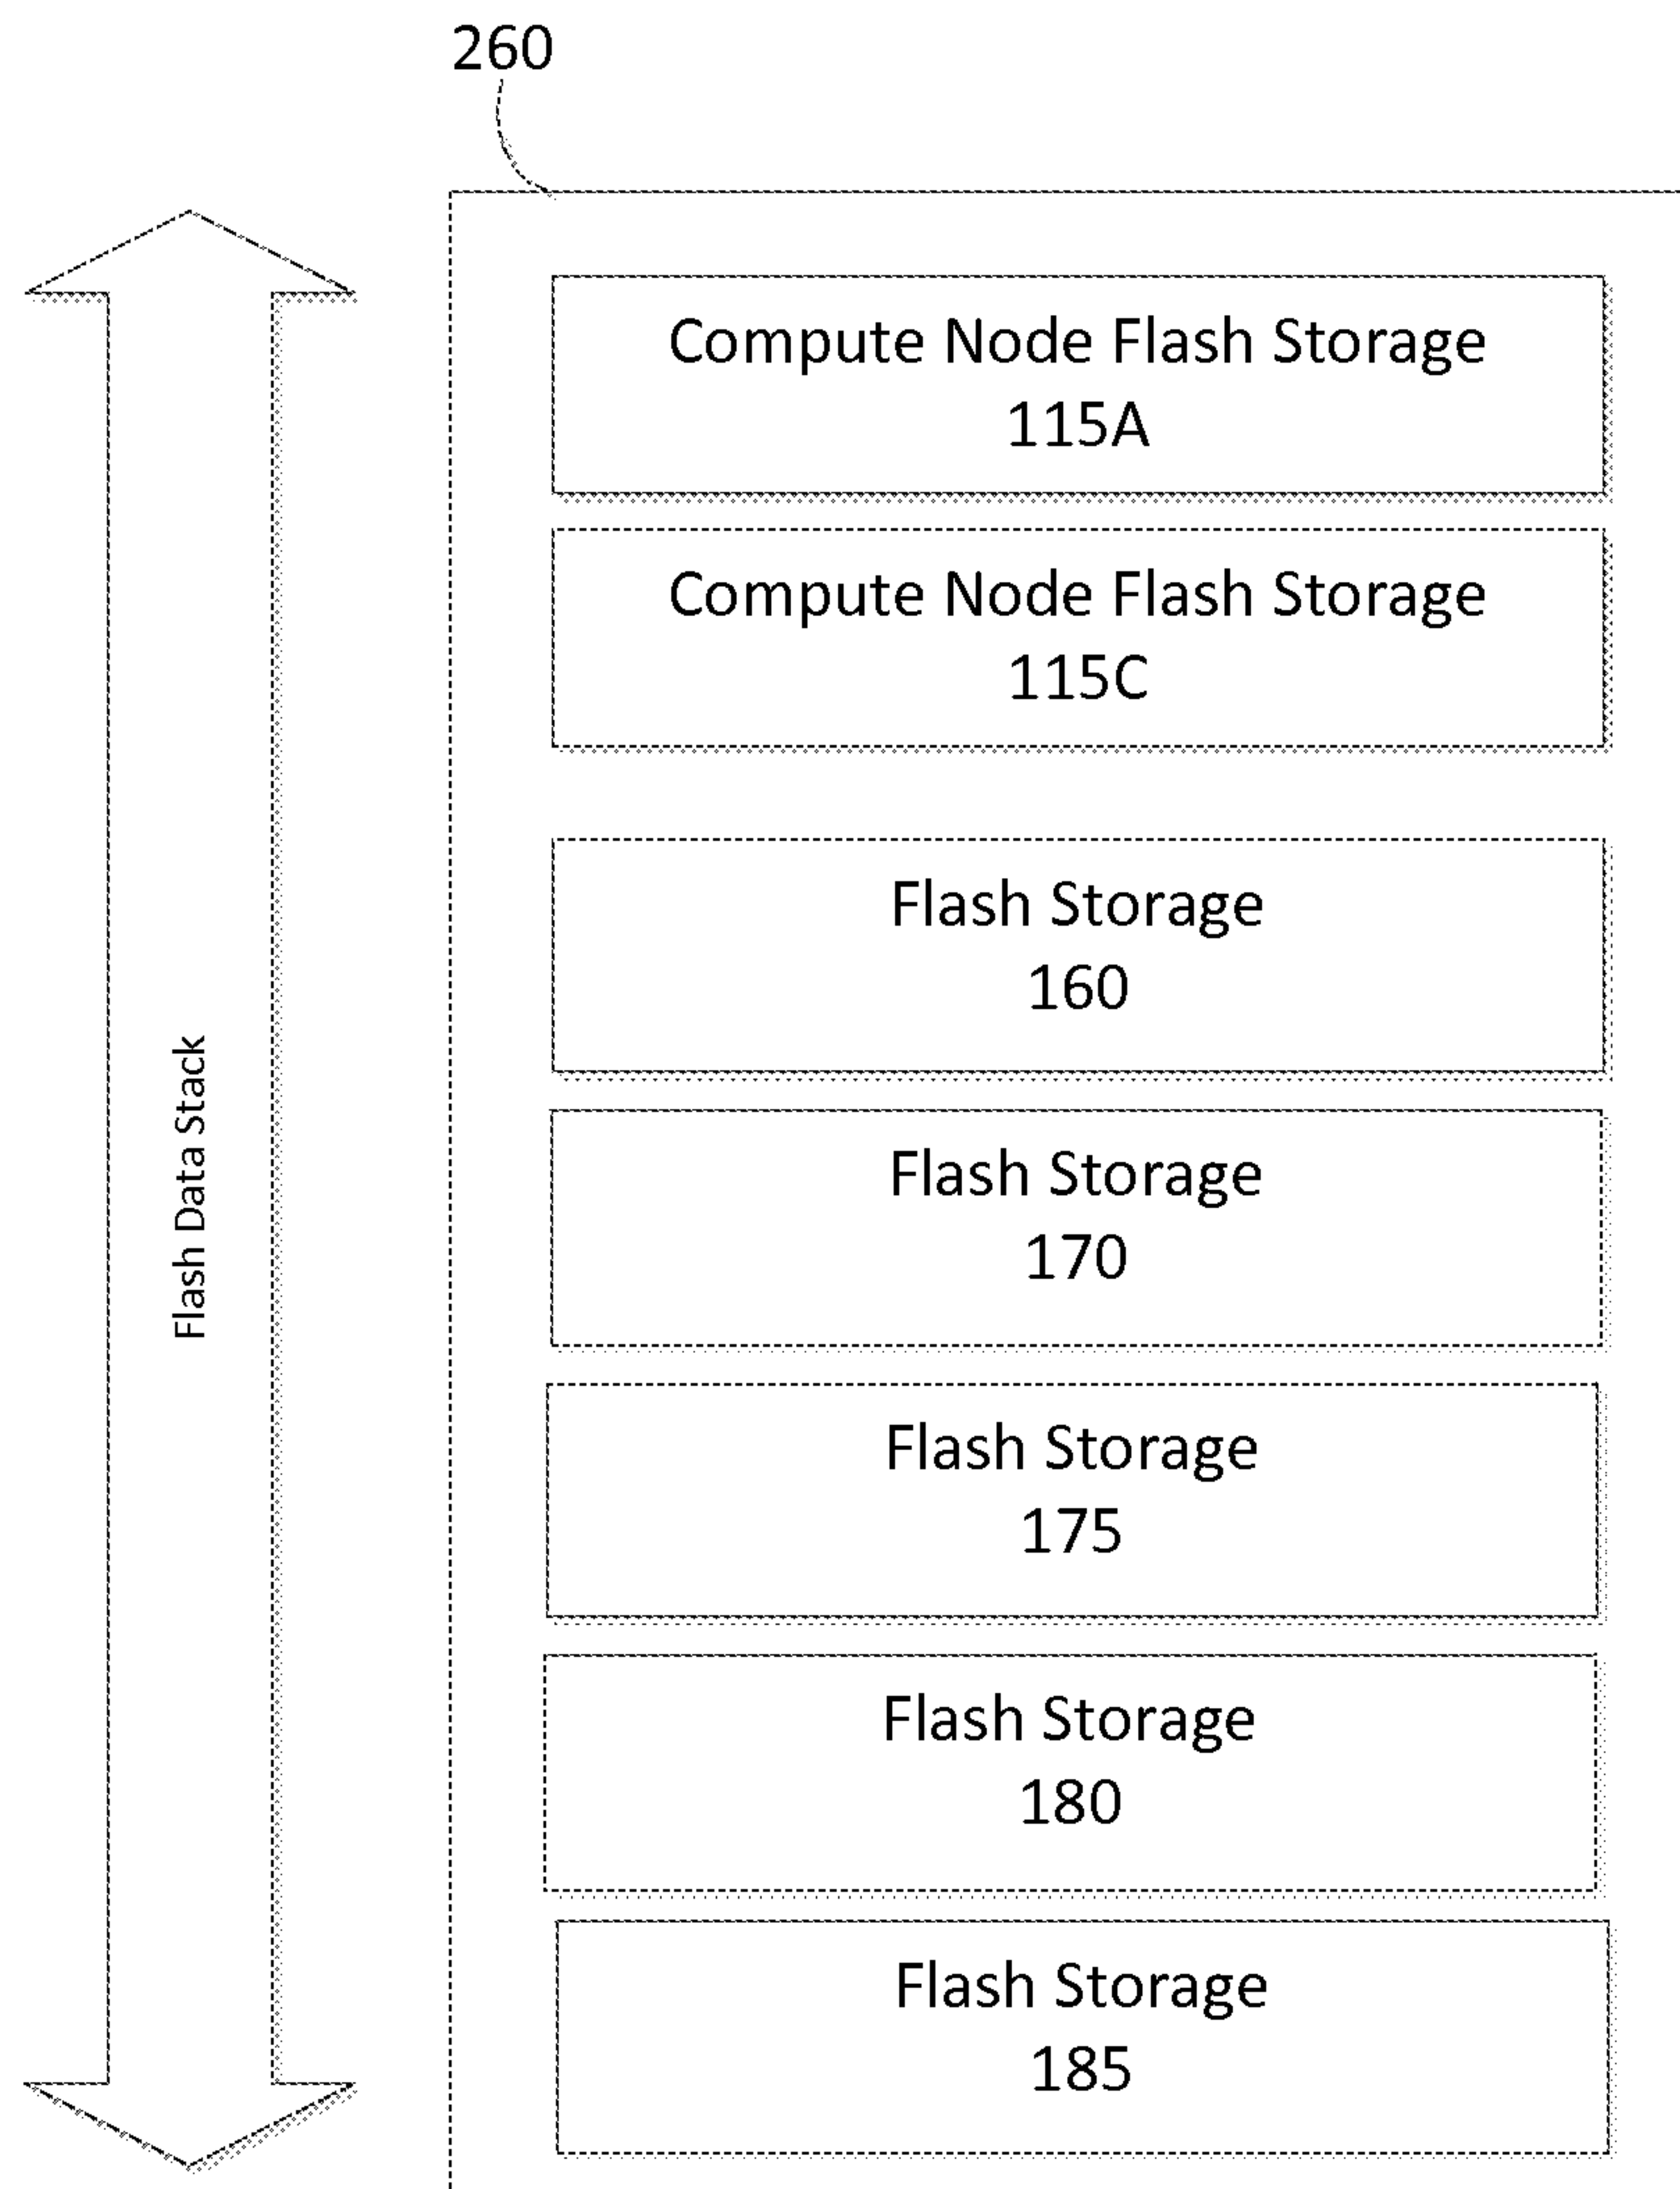 260
Compute Node Flash Storage
115A
Compute Node Flash Storage
115C
Flash Storage
160
Flash Data Stack
Flash Storage
170
Flash Storage
175
Flash Storage
180
Flash Storage
185